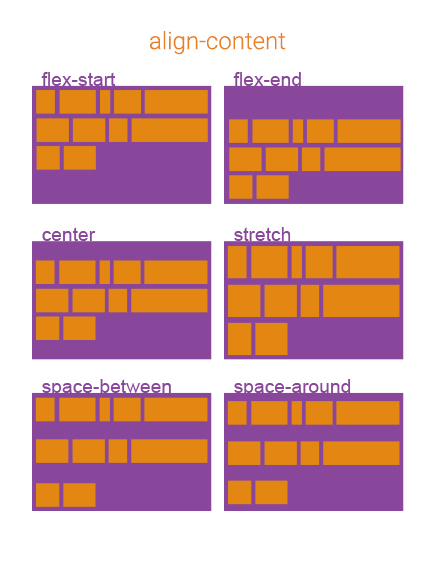 align-content
flex-start
flex-end
center
stretch
space-between
space-around